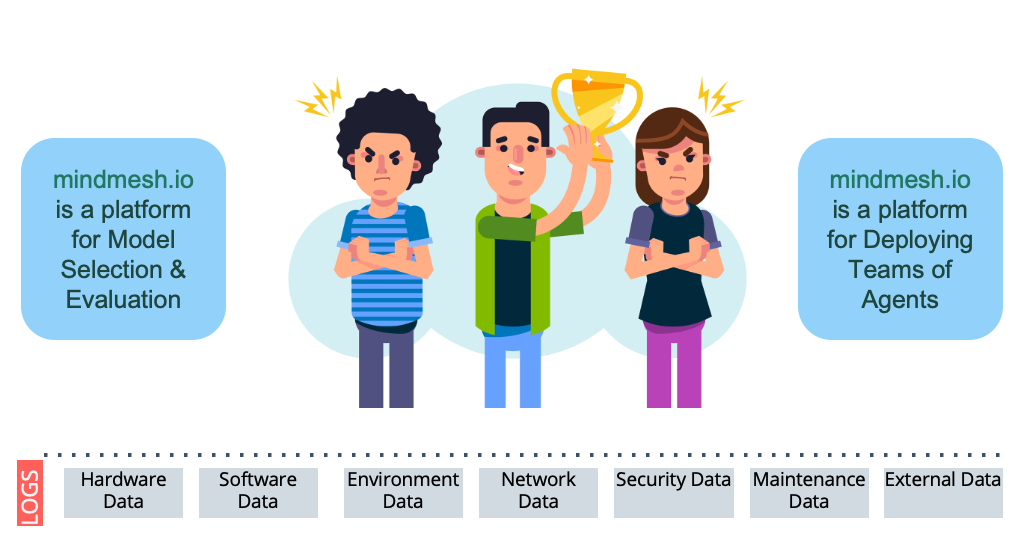 mindmesh.io
is a platform
for Model
Selection &
Evaluation
mindmesh.io
is a platform
for Deploying
Teams of
Agents
LOGS
Hardware
Data
Software
Data
Environment
Data
Network
Data
Security Data
Maintenance
Data
External Data